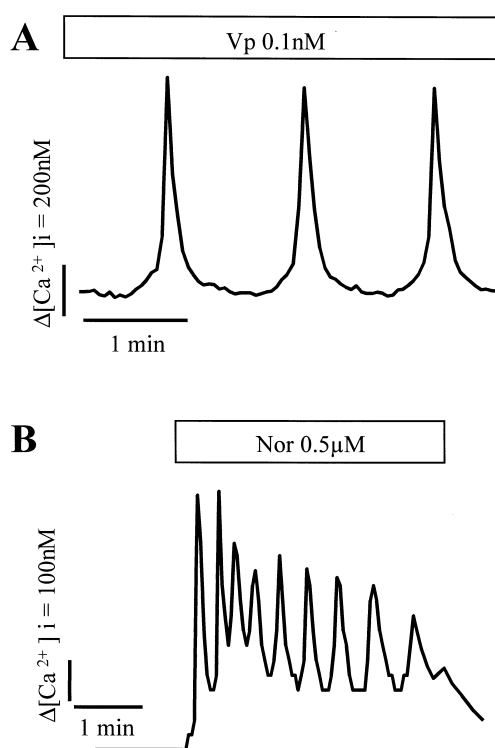 A
Vp 0.1nM
Δ[Ca 2+ ]i = 200nM
1 min
B
Nor 0.5µM
Δ[Ca 2+ ] i = 100nM
1 min